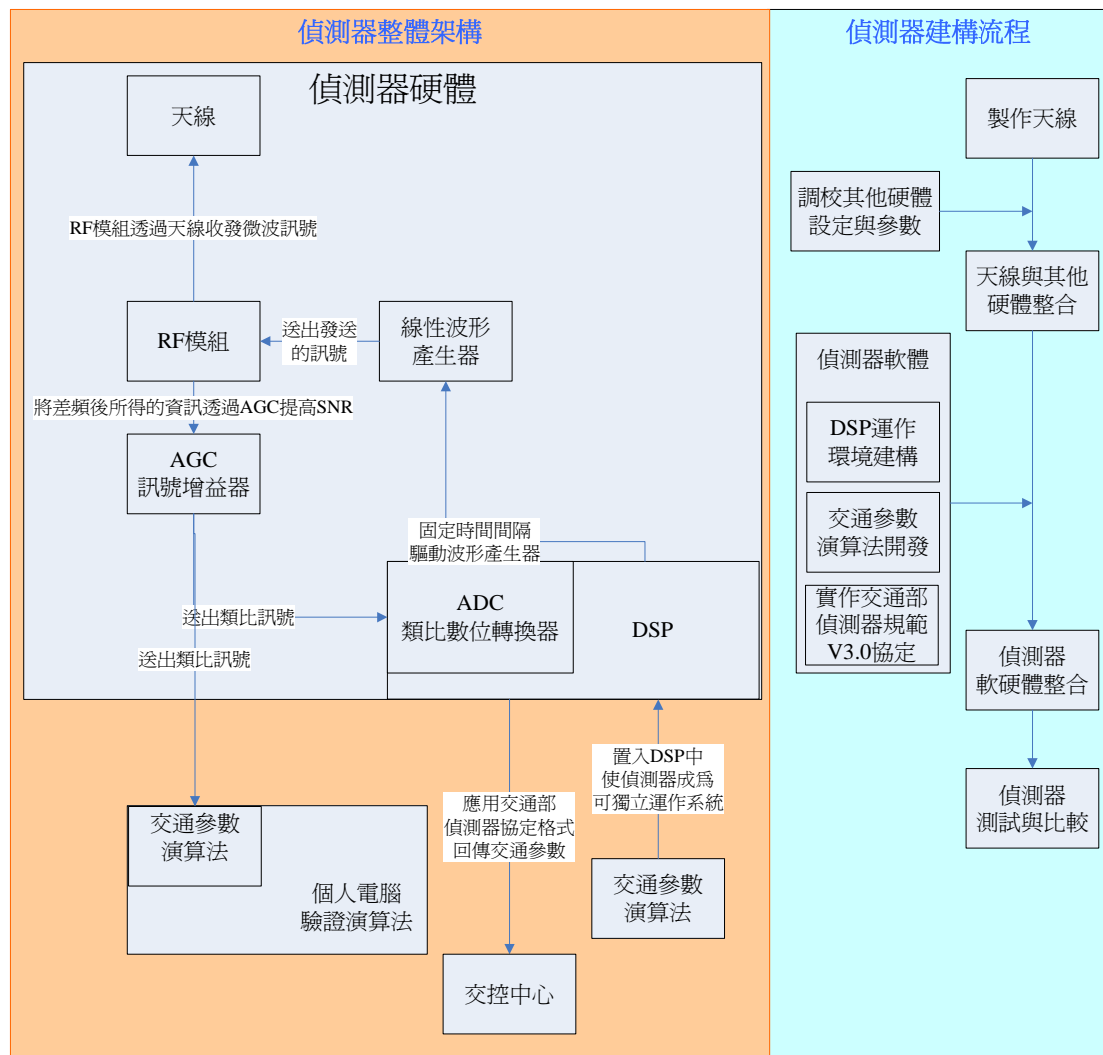 偵測器整體架構
偵測器硬體
天線
RF模組透過天線收發微波訊號
RF模組
送出發送
的訊號
線性波形
產生器
將差頻後所得的資訊透過AGC提高SNR
AGC
訊號增益器
固定時間間隔
驅動波形產生器
送出類比訊號
ADC
類比數位轉換器
DSP
送出類比訊號
交通參數
演算法
個人電腦
驗證演算法
應用交通部
偵測器協定格式
回傳交通參數
置入DSP中
使偵測器成為
可獨立運作系統
交通參數
演算法
交控中心
偵測器建構流程
製作天線
調校其他硬體
設定與參數
天線與其他
硬體整合
偵測器軟體
DSP運作
環境建構
交通參數
演算法開發
實作交通部
偵測器規範
V3.0協定
偵測器
軟硬體整合
偵測器
測試與比較